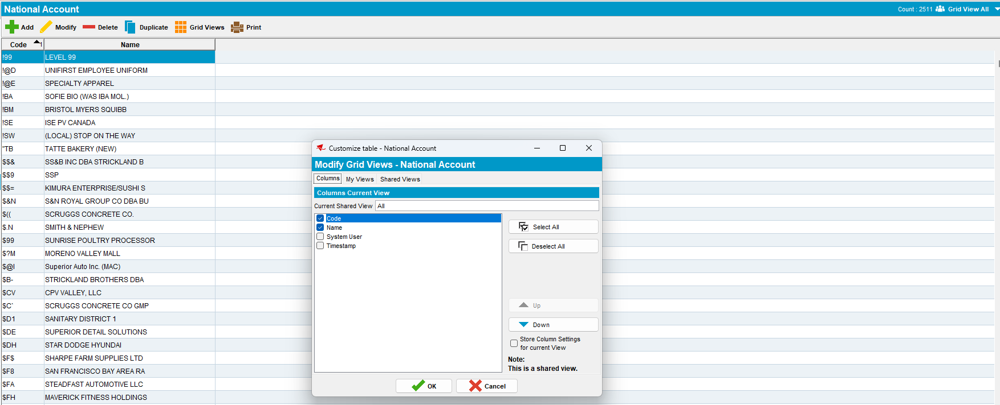 National Account
Count : 2511 Grid View All
Add Modify Delete Duplicate Grid Views Print
Code 1 Name
!99 LEVEL 99
!@D UNIFIRST EMPLOYEE UNIFORM
!@E SPECIALTY APPAREL
!BA SOFIE BIO (WAS IBA MOL.)
!BM BRISTOL MYERS SQUIBB
!SE ISE PV CANADA
!SW (LOCAL) STOP ON THE WAY
"TB TATTE BAKERY (NEW)
$$& SS&B INC DBA STRICKLAND B
$$9 SSP
$$= KIMURA ENTERPRISE/SUSHI S
$&N S&N ROYAL GROUP CO DBA BU
$(( SCRUGGS CONCRETE CO.
$.N SMITH & NEPHEW
$99 SUNRISE POULTRY PROCESSOR
$?M MORENO VALLEY MALL
$@I Superior Auto Inc. (MAC)
$B- STRICKLAND BROTHERS DBA
$CV CPV VALLEY, LLC
$C` SCRUGGS CONCRETE CO GMP
$D1 SANITARY DISTRICT 1
$DE SUPERIOR DETAIL SOLUTIONS
$DH STAR DODGE HYUNDAI
$F$ SHARPE FARM SUPPLIES LTD
$F8 SAN FRANCISCO BAY AREA RA
$FA STEADFAST AUTOMOTIVE LLC
$FH MAVERICK FITNESS HOLDINGS
Customize table - National Account
Modify Grid Views - National Account
Columns My Views Shared Views
Columns Current View
Current Shared View All
Code
Name
System User
Timestamp
Select All
Deselect All
Up
Down
Store Column Settings
for current View
Note:
This is a shared view.
OK Cancel